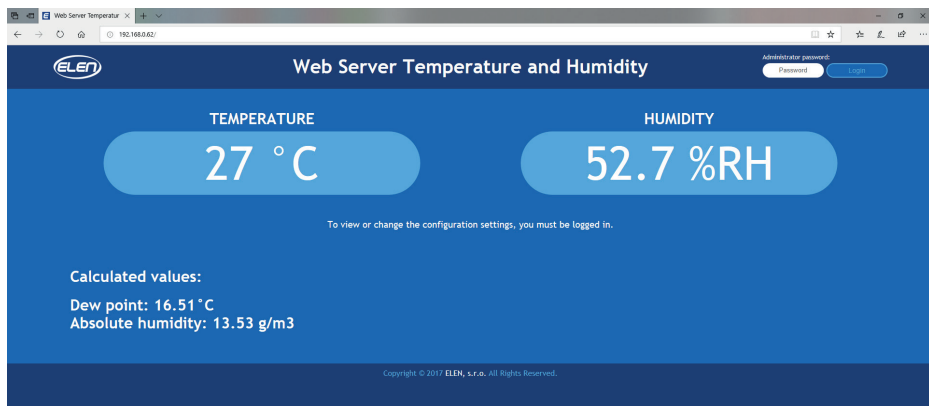 Web Server Temperatur
192.168.0.62/
ELEN
Web Server Temperature and Humidity
Administrator password:
Password
Login
TEMPERATURE
HUMIDITY
27 °C
52.7 %RH
To view or change the configuration settings, you must be logged in.
Calculated values:
Dew point: 16.51°C
Absolute humidity: 13.53 g/m3
Copyright © 2017 ELEN, s.r.o. All Rights Reserved.